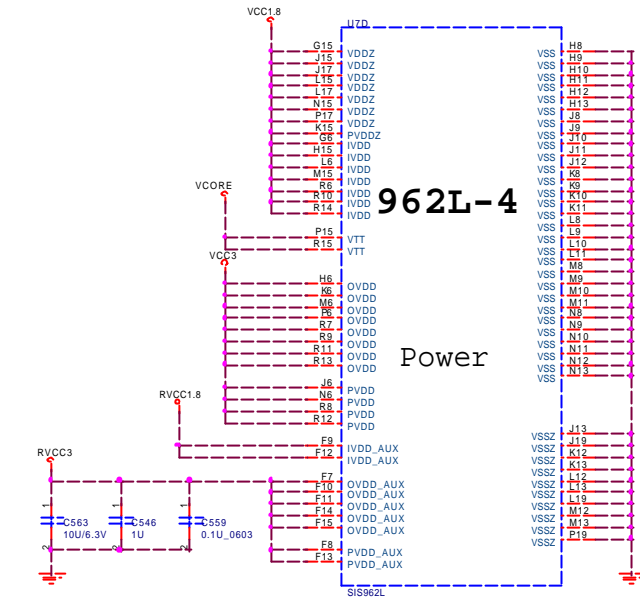 VCC1.8
U7D
G15 VDDZ VSS H8
J15 VDDZ VSS H9
J17 VDDZ VSS H10
L15 VDDZ VSS H11
L17 VDDZ VSS H12
N15 VDDZ VSS H13
P17 VDDZ VSS J8
K15 PVDDZ VSS J9
G6 IVDD VSS J10
H15 IVDD VSS J11
L6 IVDD VSS J12
M15 IVDD VSS K8
R6 IVDD VSS K9
R10 IVDD VSS K10
R14 IVDD VSS K11
962L-4
VCORE
VSS L8
P15 VTT VSS L9
R15 VTT VSS L10
VSS L11
VCC3
VSS M8
H6 OVDD VSS M9
K6 OVDD VSS M10
M6 OVDD VSS M11
P6 OVDD VSS N8
R7 OVDD VSS N9
R9 OVDD VSS N10
R11 OVDD VSS N11
R13 OVDD VSS N12
VSS N13
Power
J6 PVDD
N6 PVDD
R8 PVDD
R12 PVDD
RVCC1.8
F9 IVDD_AUX
F12 IVDD_AUX
VSSZ J13
VSSZ J19
VSSZ K12
VSSZ K13
VSSZ L12
VSSZ L13
VSSZ L19
VSSZ M12
VSSZ M13
VSSZ P19
RVCC3
F7 OVDD_AUX
F10 OVDD_AUX
F11 OVDD_AUX
F14 OVDD_AUX
F15 OVDD_AUX
F8 PVDD_AUX
F13 PVDD_AUX
1 1 1
C563 C546 C559
10U/6.3V 1U 0.1U_0603
2 2 2
SIS962L